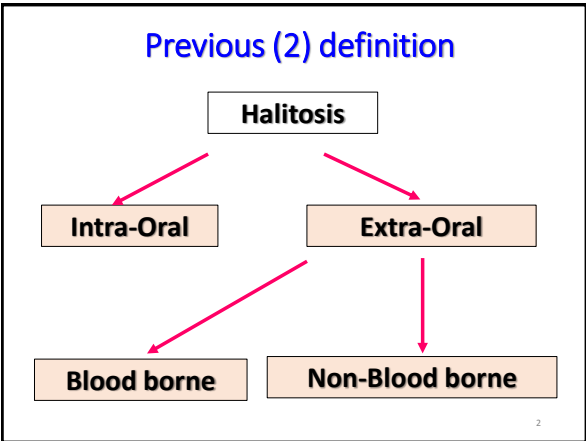 Previous (2) definition
Halitosis
Intra-Oral
Extra-Oral
Blood borne
Non-Blood borne
2